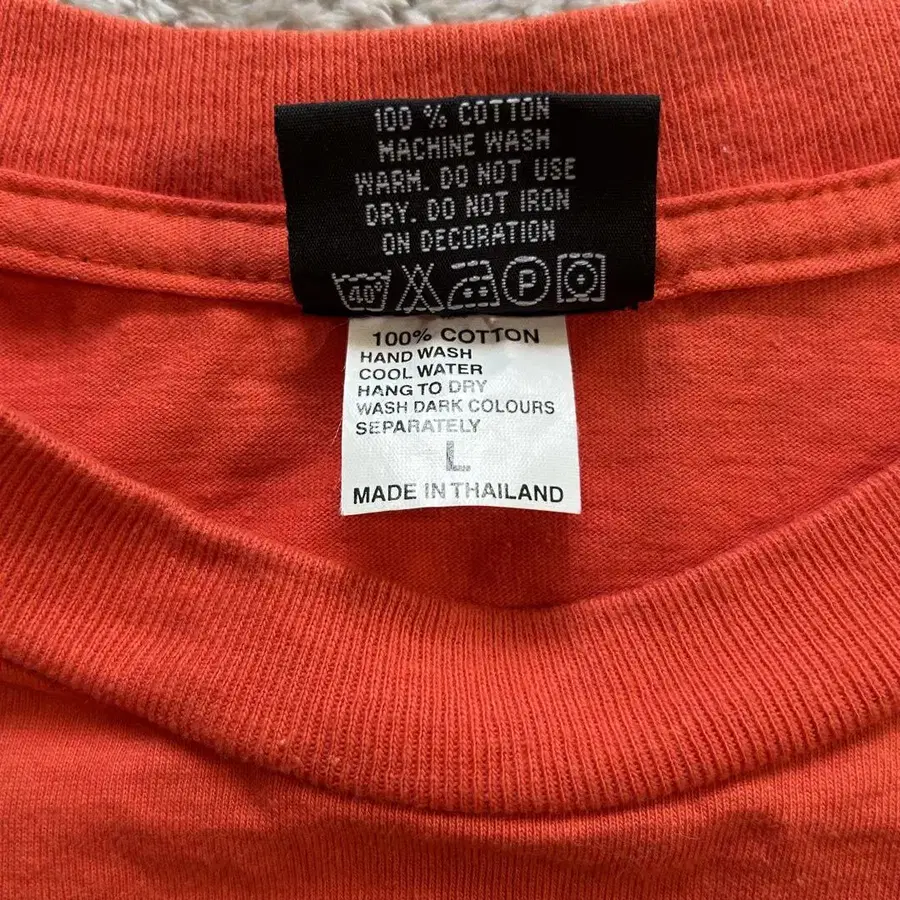 100 % COTTON
MACHINE WASH
WARM. DO NOT USE
DRY. DO NOT IRON
ON DECORATION
40° P
100% COTTON
HAND WASH
COOL WATER
HANG TO DRY
WASH DARK COLOURS
SEPARATELY
L
MADE IN THAILAND